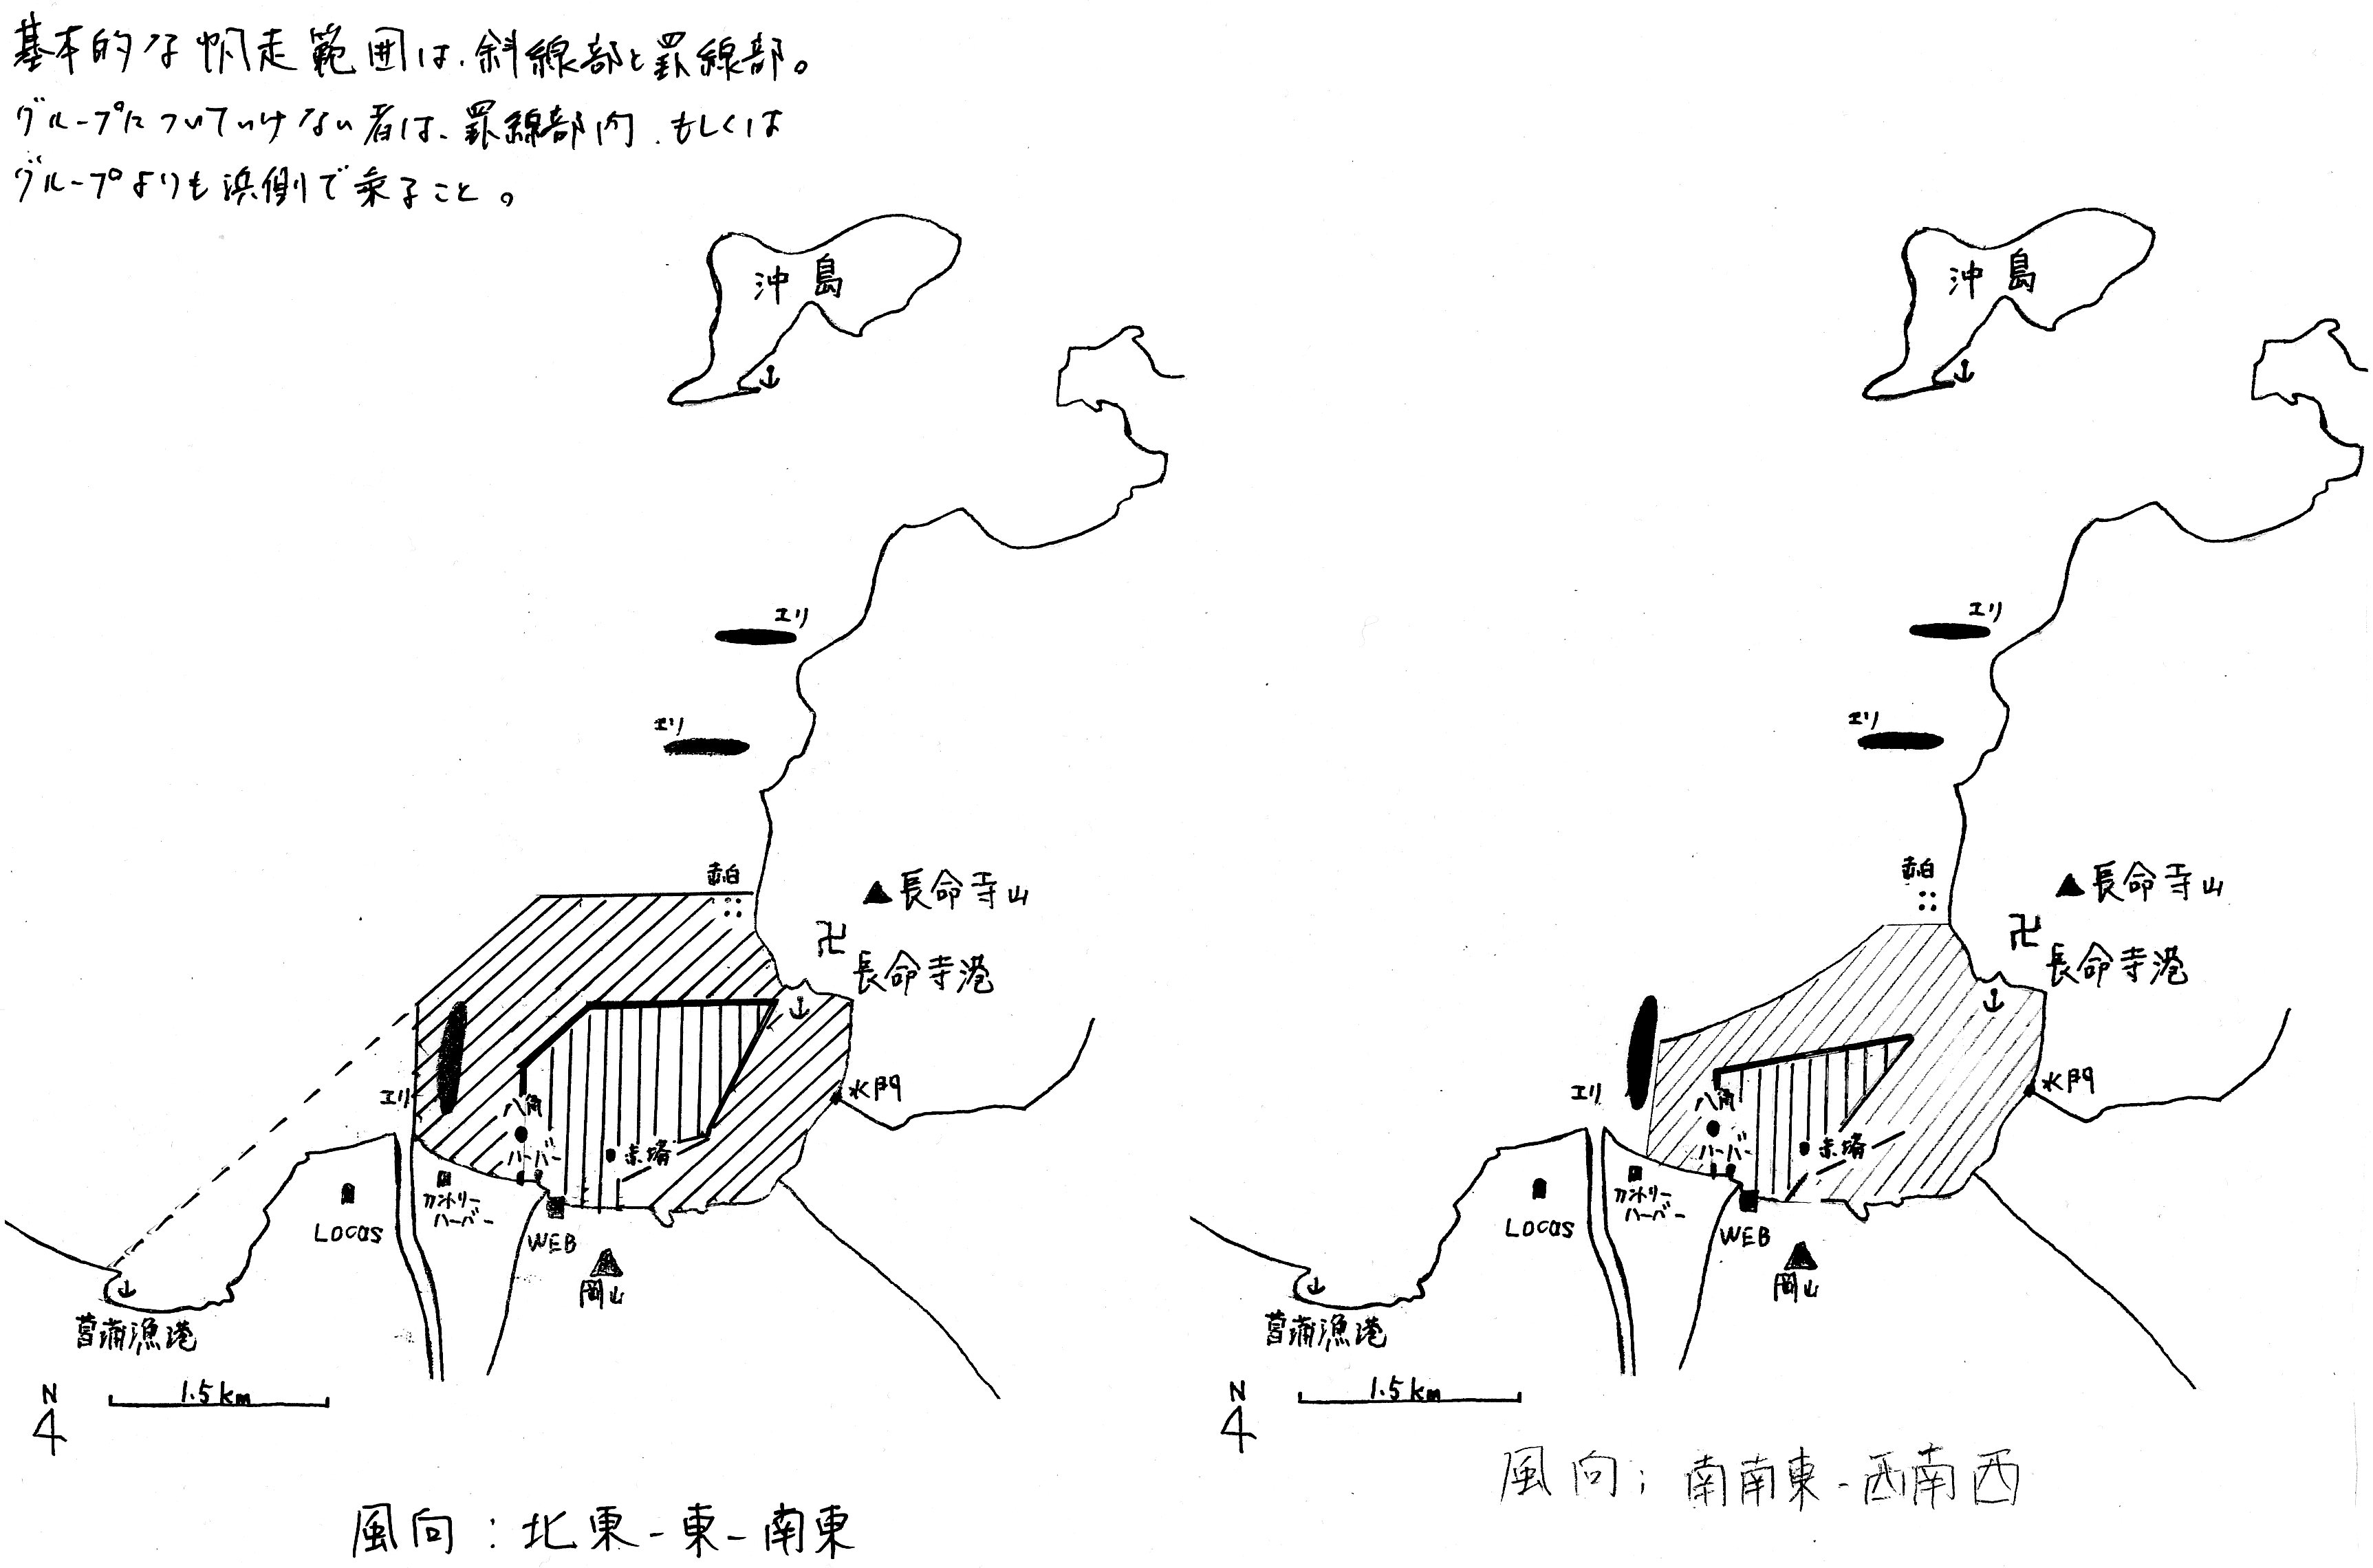 基本的な帆走範囲は、斜線部と罫線部。
グループについていけない者は、罫線部内、もしくは
グループよりも浜側で乗ること。
沖島
エリ
エリ
赤白
▲長命寺山
卍
長命寺港
エリ
水門
八角
ハーバー
赤堵
カントリー
ハーバー
Locas
WEB
岡山
菖蒲漁港
N
1.5km
風向:北東-東-南東
沖島
エリ
エリ
赤白
▲長命寺山
卍
長命寺港
エリ
水門
八角
ハーバー
赤堵
カントリー
ハーバー
Locas
WEB
岡山
菖蒲漁港
N
1.5km
風向;南南東-西南西